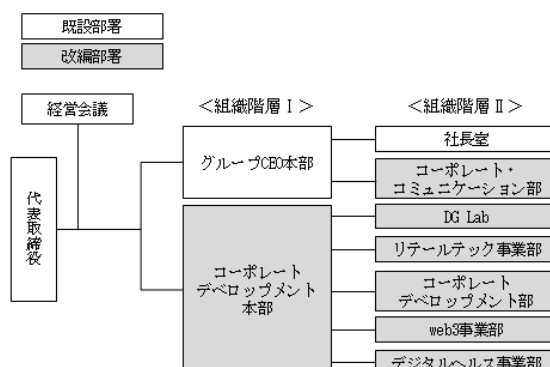 既設部署
改編部署
経営会議
<組織階層Ⅰ>
<組織階層Ⅱ>
代表取締役
グループCEO本部
社長室
コーポレート・
コミュニケーション部
コーポレート
デベロップメント
本部
DG Lab
リテールテック事業部
コーポレート
デベロップメント部
web3事業部
デジタルヘルス事業部